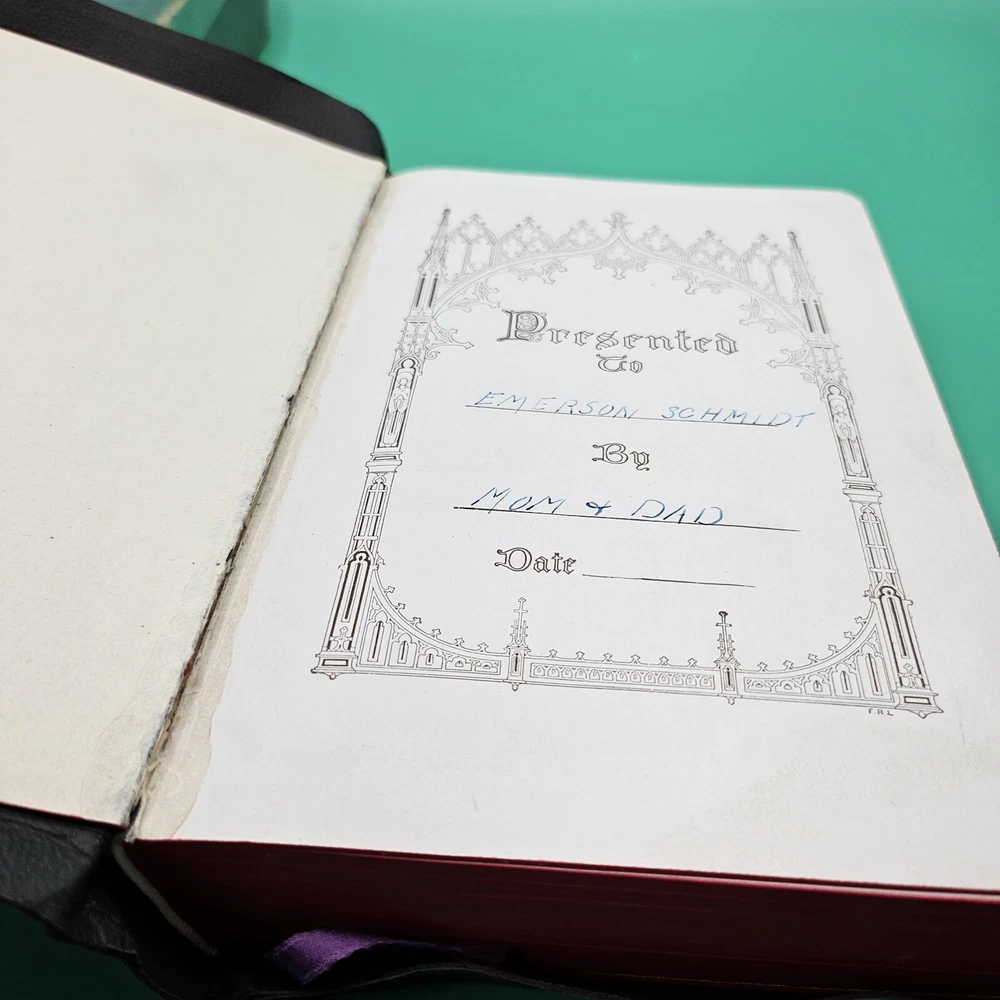 Presented
To
EMERSON SCHMIDT
By
MOM & DAD
Date
F.R.L